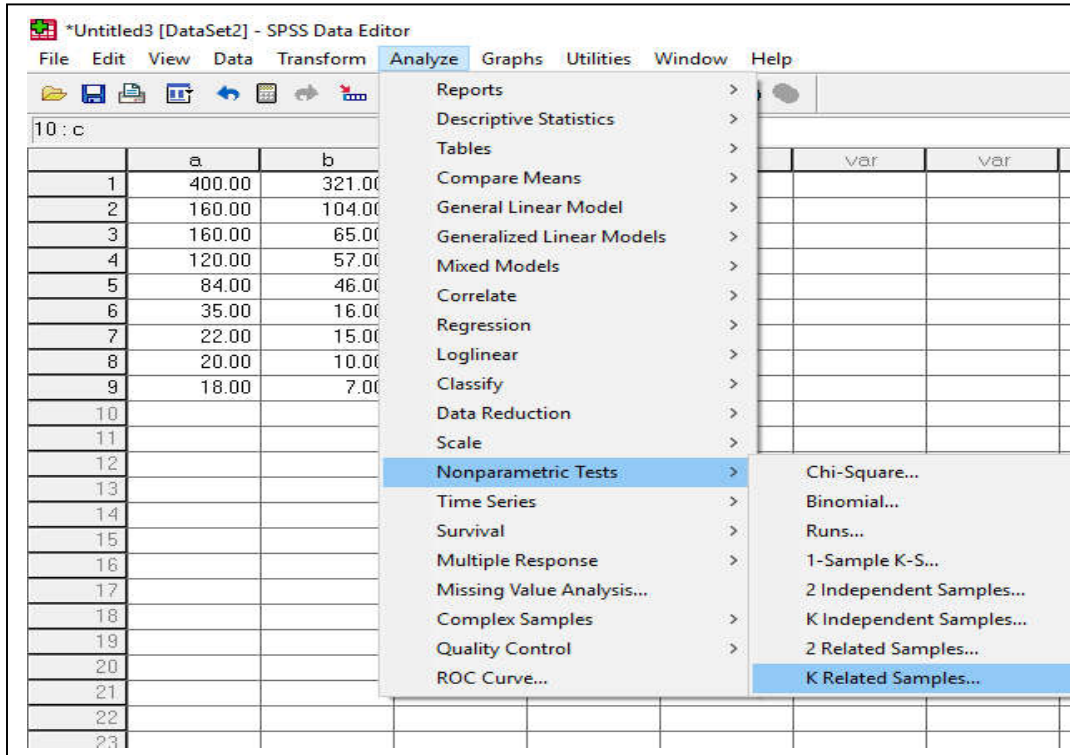 *Untitled3 [DataSet2] - SPSS Data Editor
File Edit View Data Transform Analyze Graphs Utilities Window Help
10 : c
a b var var
1 400.00 321.00
2 160.00 104.00
3 160.00 65.00
4 120.00 57.00
5 84.00 46.00
6 35.00 16.00
7 22.00 15.00
8 20.00 10.00
9 18.00 7.00
10
11
12
13
14
15
16
17
18
19
20
21
22
23
Reports
Descriptive Statistics
Tables
Compare Means
General Linear Model
Generalized Linear Models
Mixed Models
Correlate
Regression
Loglinear
Classify
Data Reduction
Scale
Nonparametric Tests
Time Series
Survival
Multiple Response
Missing Value Analysis...
Complex Samples
Quality Control
ROC Curve...
Chi-Square...
Binomial...
Runs...
1-Sample K-S...
2 Independent Samples...
K Independent Samples...
2 Related Samples...
K Related Samples...